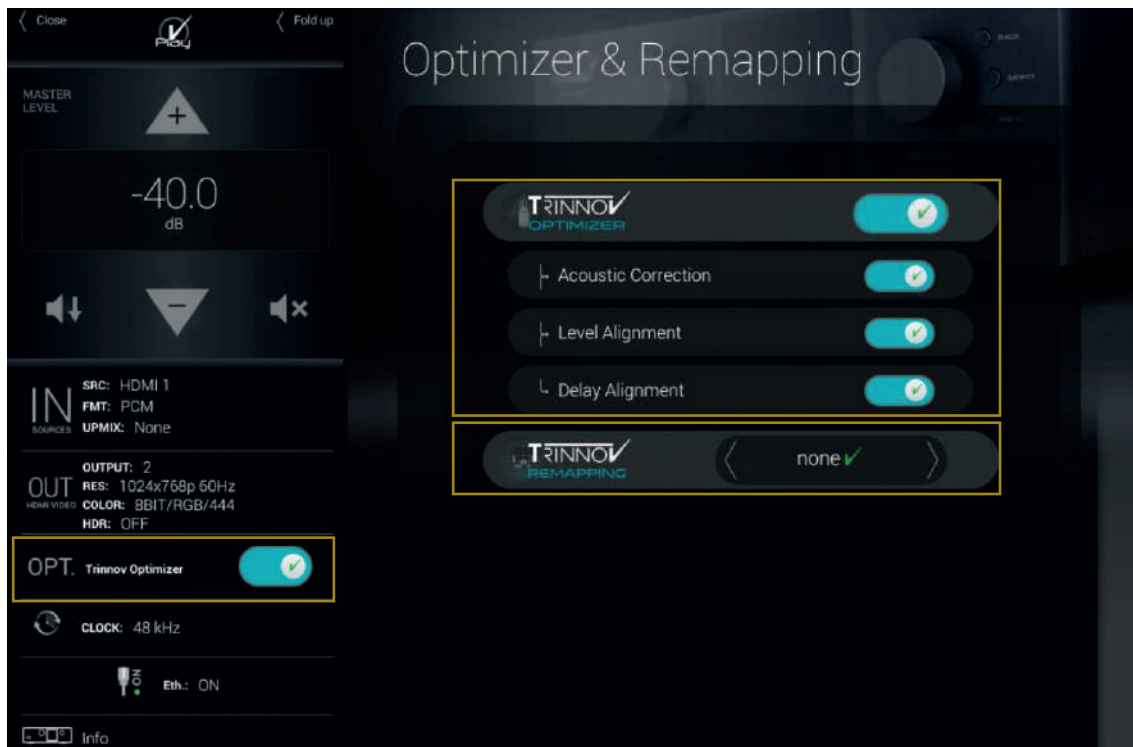 Close
Play
Fold up
Optimizer & Remapping
MASTER
LEVEL
+
-40.0
dB
−
IN
SOURCES
SRC: HDMI 1
FMT: PCM
UPMIX: None
OUT
HDMI VIDEO
OUTPUT: 2
RES: 1024x768p 60Hz
COLOR: 8BIT/RGB/444
HDR: OFF
OPT. Trinnov Optimizer
CLOCK: 48 kHz
ON
Eth.: ON
Info
TRINNOV
OPTIMIZER
Acoustic Correction
Level Alignment
Delay Alignment
TRINNOV
REMAPPING
none